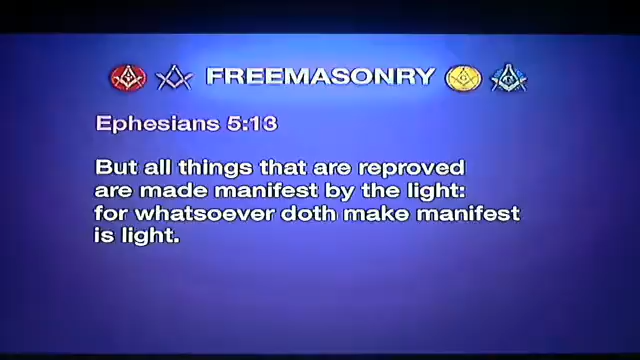 FREEMASONRY
Ephesians 5:13
But all things that are reproved
are made manifest by the light:
for whatsoever doth make manifest
is light.